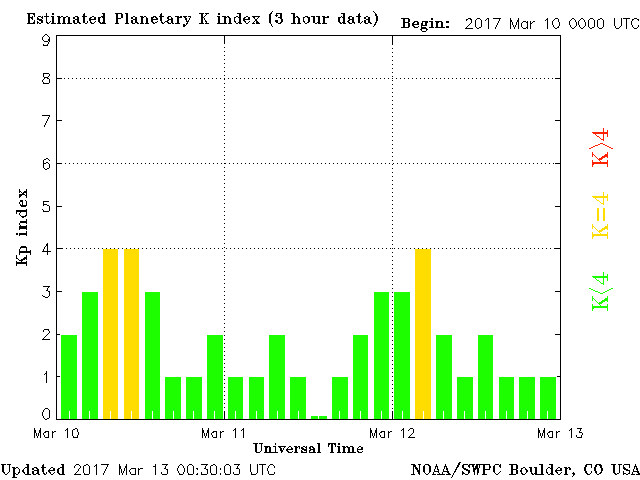 Estimated Planetary K index (3 hour data) Begin: 2017 Mar 10 0000 UTC
9
8
7
6
5
4
3
2
1
0
Kp index
K>4
K=4
K<4
Mar 10 Mar 11 Mar 12 Mar 13
Universal Time
Updated 2017 Mar 13 00:30:03 UTC NOAA/SWPC Boulder, CO USA